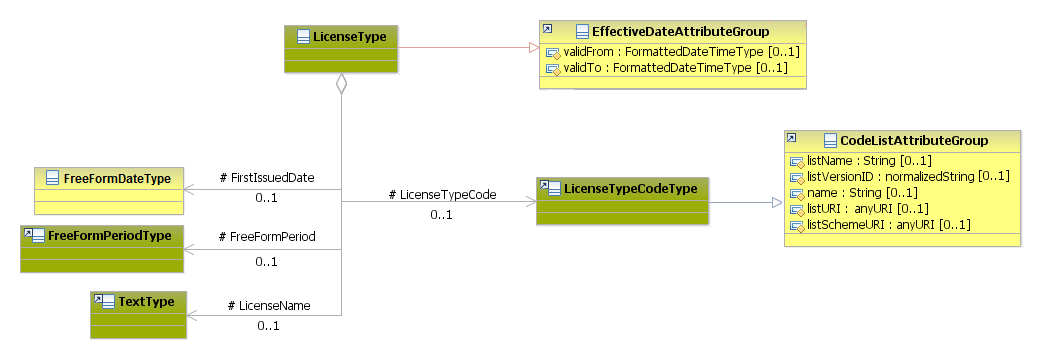 LicenseType
EffectiveDateAttributeGroup
validFrom : FormattedDateTimeType [0..1]
validTo : FormattedDateTimeType [0..1]
CodeListAttributeGroup
listName : String [0..1]
listVersionID : normalizedString [0..1]
name : String [0..1]
listURI : anyURI [0..1]
listSchemeURI : anyURI [0..1]
FreeFormDateType
# FirstIssuedDate
0..1
# LicenseTypeCode
0..1
LicenseTypeCodeType
FreeFormPeriodType
# FreeFormPeriod
0..1
TextType
# LicenseName
0..1